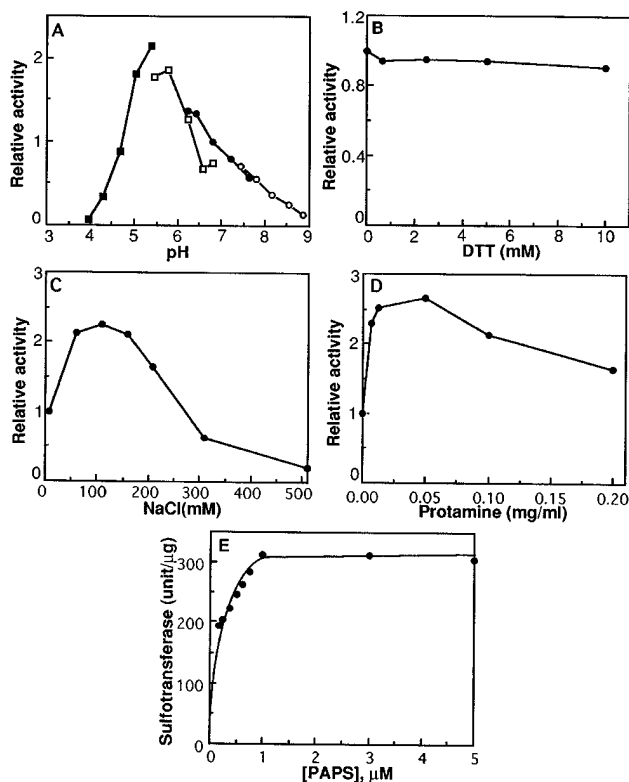 A
Relative activity
2
1
0
3 4 5 6 7 8 9
pH
B
Relative activity
1.2
0.9
0.6
0.4
0
0 2 4 6 8 10
DTT (mM)
C
Relative activity
3
2
1
0
0 100 200 300 400 500
NaCl(mM)
D
Relative activity
3
2
1
0
0.00 0.05 0.10 0.15 0.20
Protamine (mg/ml)
E
Sulfotransferase (unit/μg)
300
200
100
0
0 1 2 3 4 5
[PAPS], μM